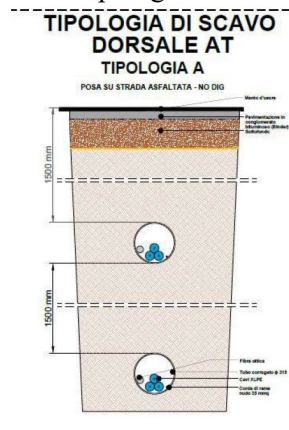 TIPOLOGIA DI SCAVO
DORSALE AT
TIPOLOGIA A
POSA SU STRADA ASFALTATA - NO DIG
Manto d'usura
Pavimentazione in
conglomerato
bituminoso (Binder)
Sottofondo
1500 mm
1500 mm
Fibra ottica
Tubo corrugato ϕ 315
Cavi XLPE
Corda di rame
nudo 35 mmq